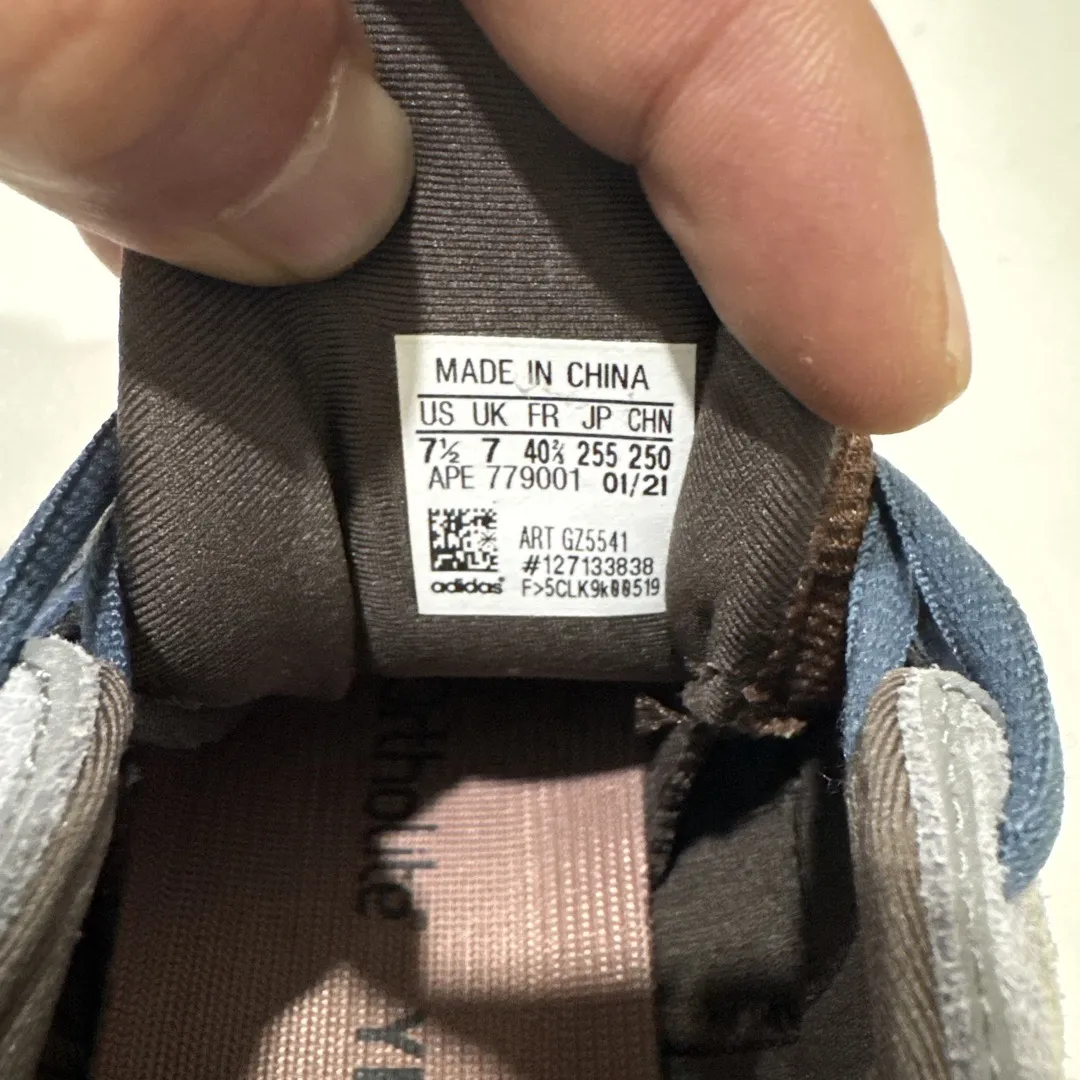 MADE IN CHINA
US UK FR JP CHN
7½ 7 40⅔ 255 250
APE 779001 01/21
ART GZ5541
#127133838
adidas F>5CLK9k00519
ortholite